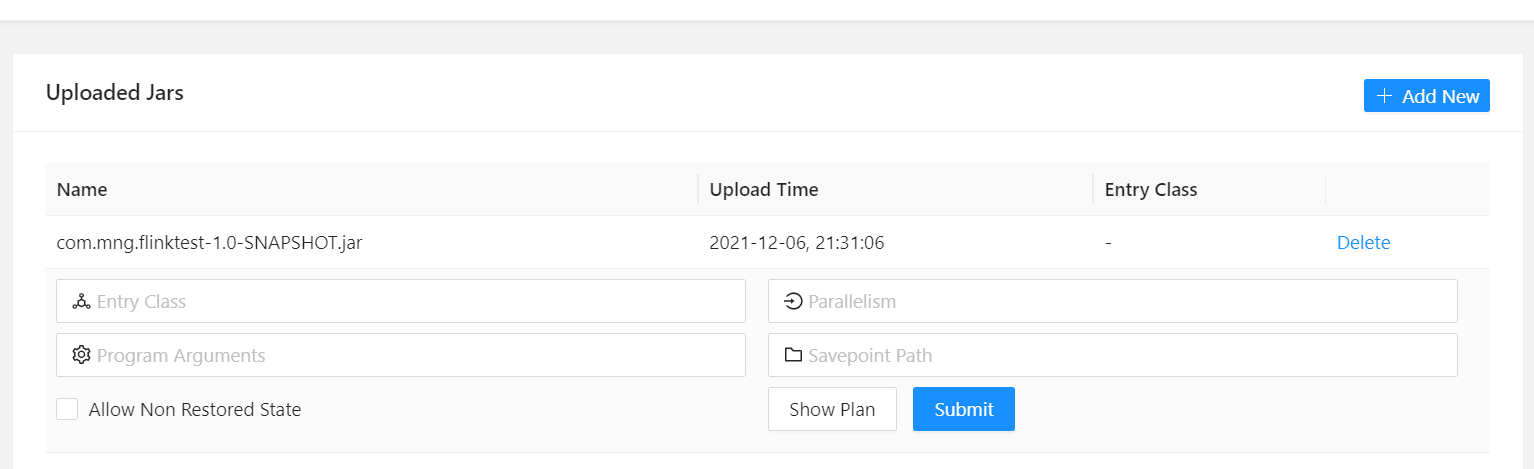 Uploaded Jars
Add New
Name Upload Time Entry Class
com.mng.flinktest-1.0-SNAPSHOT.jar 2021-12-06, 21:31:06 - Delete
Entry Class Parallelism
Program Arguments Savepoint Path
Allow Non Restored State Show Plan Submit